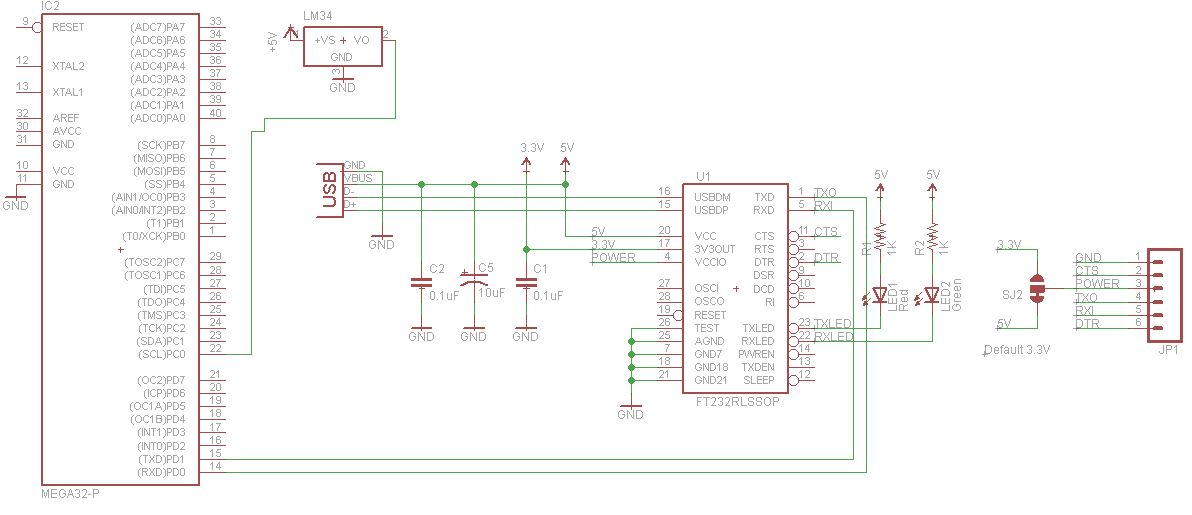 IC2
9 RESET
12 XTAL2
13 XTAL1
32 AREF
30 AVCC
31 GND
10 VCC
11 GND
GND
(ADC7)PA7 33
(ADC6)PA6 34
(ADC5)PA5 35
(ADC4)PA4 36
(ADC3)PA3 37
(ADC2)PA2 38
(ADC1)PA1 39
(ADC0)PA0 40
(SCK)PB7 8
(MISO)PB6 7
(MOSI)PB5 6
(SS)PB4 5
(AIN1/OC0)PB3 4
(AIN0/INT2)PB2 3
(T1)PB1 2
(T0/XCK)PB0 1
(TOSC2)PC7 29
(TOSC1)PC6 28
(TDI)PC5 27
(TDO)PC4 26
(TMS)PC3 25
(TCK)PC2 24
(SDA)PC1 23
(SCL)PC0 22
(OC2)PD7 21
(ICP)PD6 20
(OC1A)PD5 19
(OC1B)PD4 18
(INT1)PD3 17
(INT0)PD2 16
(TXD)PD1 15
(RXD)PD0 14
MEGA32-P
LM34
+5V
1 +VS + VO 2
GND
3
GND
USB
GND
VBUS
D-
D+
GND
3.3V
5V
C2
0.1uF
GND
C5
10uF
GND
C1
0.1uF
GND
U1
16 USBDM
15 USBDP
5V 20 VCC
3.3V 17 3V3OUT
POWER 4 VCCIO
27 OSCI
28 OSCO
19 RESET
26 TEST
25 AGND
7 GND7
18 GND18
21 GND21
GND
TXD 1 TXO
RXD 5 RXI
CTS 11 CTS
RTS 3
DTR 2 DTR
DSR 9
DCD 10
RI 6
TXLED 23 TXLED
RXLED 22 RXLED
PWREN 14
TXDEN 13
SLEEP 12
FT232RLSSOP
5V
R1
1K
LED1
Red
5V
R2
1K
LED2
Green
3.3V
SJ2
5V
Default 3.3V
GND 1
CTS 2
POWER 3
TXO 4
RXI 5
DTR 6
JP1